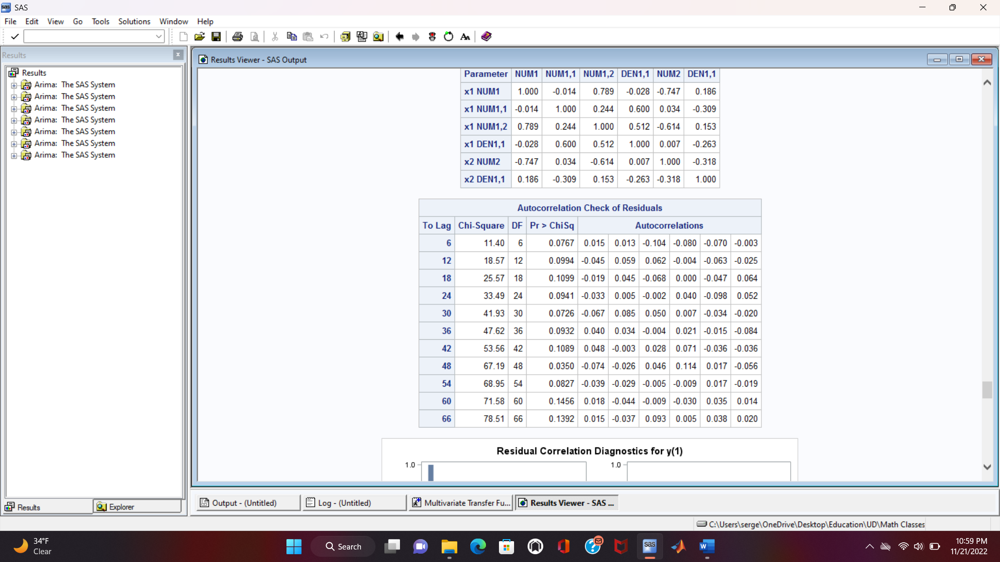 SAS
File Edit View Go Tools Solutions Window Help
Results
Results
Arima: The SAS System
Arima: The SAS System
Arima: The SAS System
Arima: The SAS System
Arima: The SAS System
Arima: The SAS System
Arima: The SAS System
Results Viewer - SAS Output
Parameter NUM1 NUM1,1 NUM1,2 DEN1,1 NUM2 DEN1,1
x1 NUM1 1.000 -0.014 0.789 -0.028 -0.747 0.186
x1 NUM1,1 -0.014 1.000 0.244 0.600 0.034 -0.309
x1 NUM1,2 0.789 0.244 1.000 0.512 -0.614 0.153
x1 DEN1,1 -0.028 0.600 0.512 1.000 0.007 -0.263
x2 NUM2 -0.747 0.034 -0.614 0.007 1.000 -0.318
x2 DEN1,1 0.186 -0.309 0.153 -0.263 -0.318 1.000
Autocorrelation Check of Residuals
To Lag Chi-Square DF Pr > ChiSq Autocorrelations
6 11.40 6 0.0767 0.015 0.013 -0.104 -0.080 -0.070 -0.003
12 18.57 12 0.0994 -0.045 0.059 0.062 -0.004 -0.063 -0.025
18 25.57 18 0.1099 -0.019 0.045 -0.068 0.000 -0.047 0.064
24 33.49 24 0.0941 -0.033 0.005 -0.002 0.040 -0.098 0.052
30 41.93 30 0.0726 -0.067 0.085 0.050 0.007 -0.034 -0.020
36 47.62 36 0.0932 0.040 0.034 -0.004 0.021 -0.015 -0.084
42 53.56 42 0.1089 0.048 -0.003 0.028 0.071 -0.036 -0.036
48 67.19 48 0.0350 -0.074 -0.026 0.046 0.114 0.017 -0.056
54 68.95 54 0.0827 -0.039 -0.029 -0.005 -0.009 0.017 -0.019
60 71.58 60 0.1456 0.018 -0.044 -0.009 -0.030 0.035 0.014
66 78.51 66 0.1392 0.015 -0.037 0.093 0.005 0.038 0.020
Residual Correlation Diagnostics for y(1)
1.0 1.0
Results Explorer
Output - (Untitled) Log - (Untitled) Multivariate Transfer Fu... Results Viewer - SAS ...
C:\Users\serge\OneDrive\Desktop\Education\UD\Math Classes
34°F
Clear
Search
sas
10:59 PM
11/21/2022